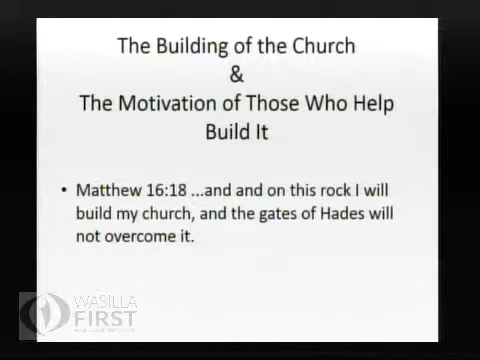 The Building of the Church
&
The Motivation of Those Who Help
Build It
• Matthew 16:18 ...and and on this rock I will
build my church, and the gates of Hades will
not overcome it.
WASILLA
FIRST